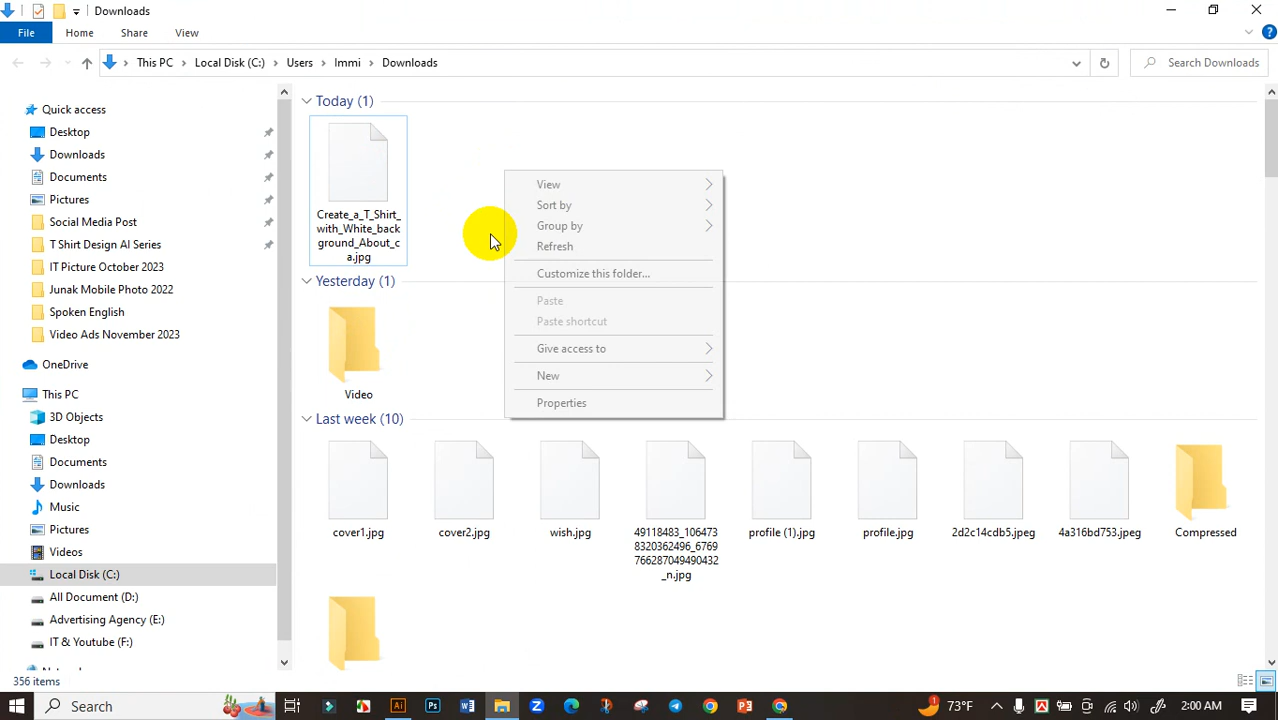 Downloads
File
Home
Share
View
This PC
Local Disk (C:)
Users
Immi
Downloads
Search Downloads
Quick access
Desktop
Downloads
Documents
Pictures
Social Media Post
T Shirt Design AI Series
IT Picture October 2023
Junak Mobile Photo 2022
Spoken English
Video Ads November 2023
OneDrive
This PC
3D Objects
Desktop
Documents
Downloads
Music
Pictures
Videos
Local Disk (C:)
All Document (D:)
Advertising Agency (E:)
IT & Youtube (F:)
Today (1)
Create_a_T_Shirt_
with_White_back
ground_About_c
a.jpg
Yesterday (1)
Video
Last week (10)
cover1.jpg
cover2.jpg
wish.jpg
49118483_106473
8320362496_6769
766287049490432
_n.jpg
profile (1).jpg
profile.jpg
2d2c14cdb5.jpeg
4a316bd753.jpeg
Compressed
View
Sort by
Group by
Refresh
Customize this folder...
Paste
Paste shortcut
Give access to
New
Properties
356 items
Search
73°F
2:00 AM